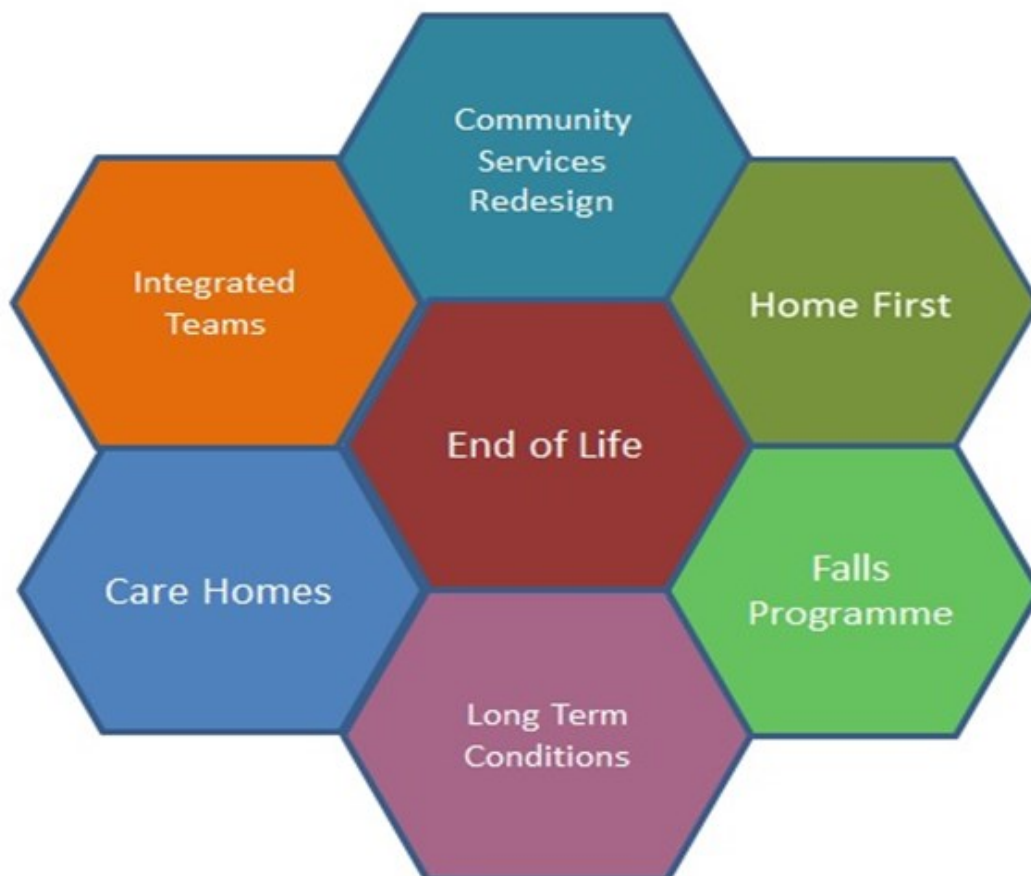 Community
Services
Redesign
Integrated
Teams
Home First
End of Life
Care Homes
Falls
Programme
Long Term
Conditions